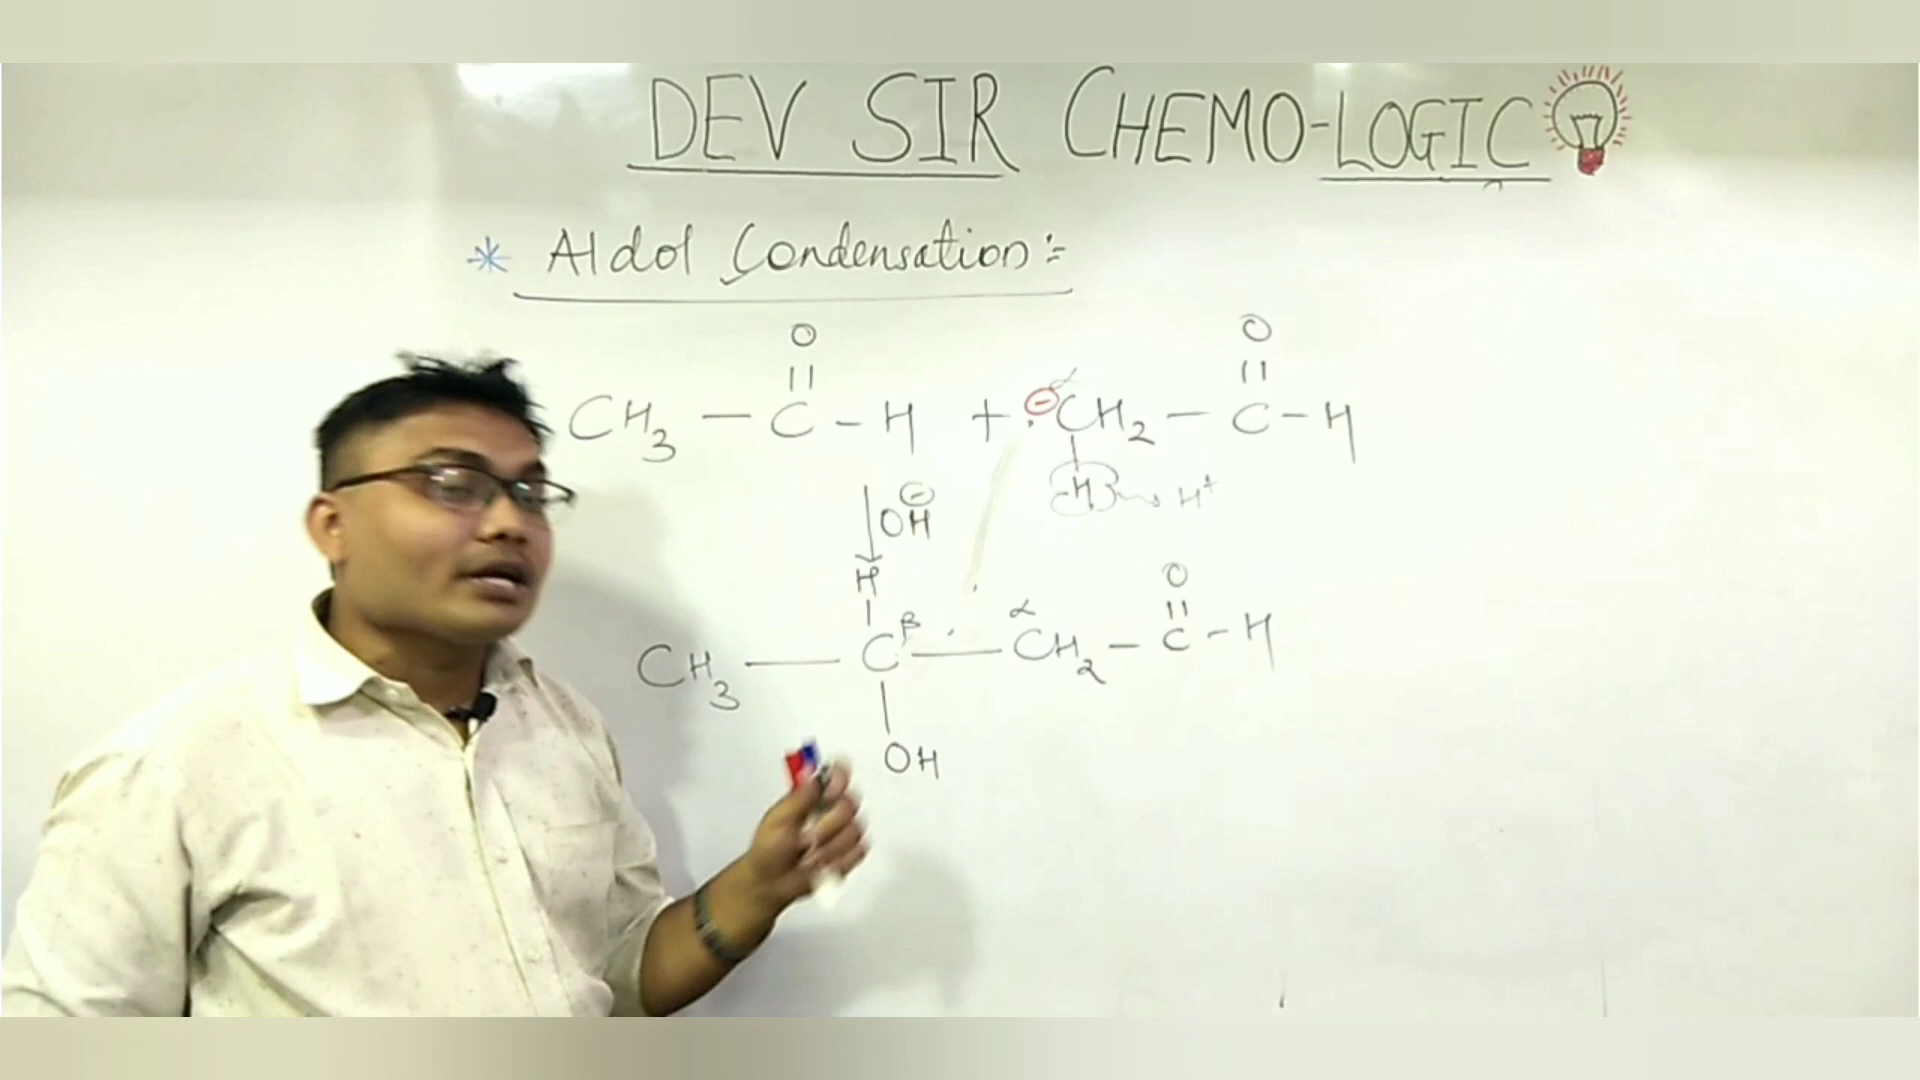 DEV SIR CHEMO-LOGIC
* Aldol Condensation :-
O O
|| ||
CH3 — C – H + ⊖CH2 — C – H
α
|
H → H+
↓ OH⊖
H O
| β α ||
CH3 — C — CH2 – C – H
|
OH